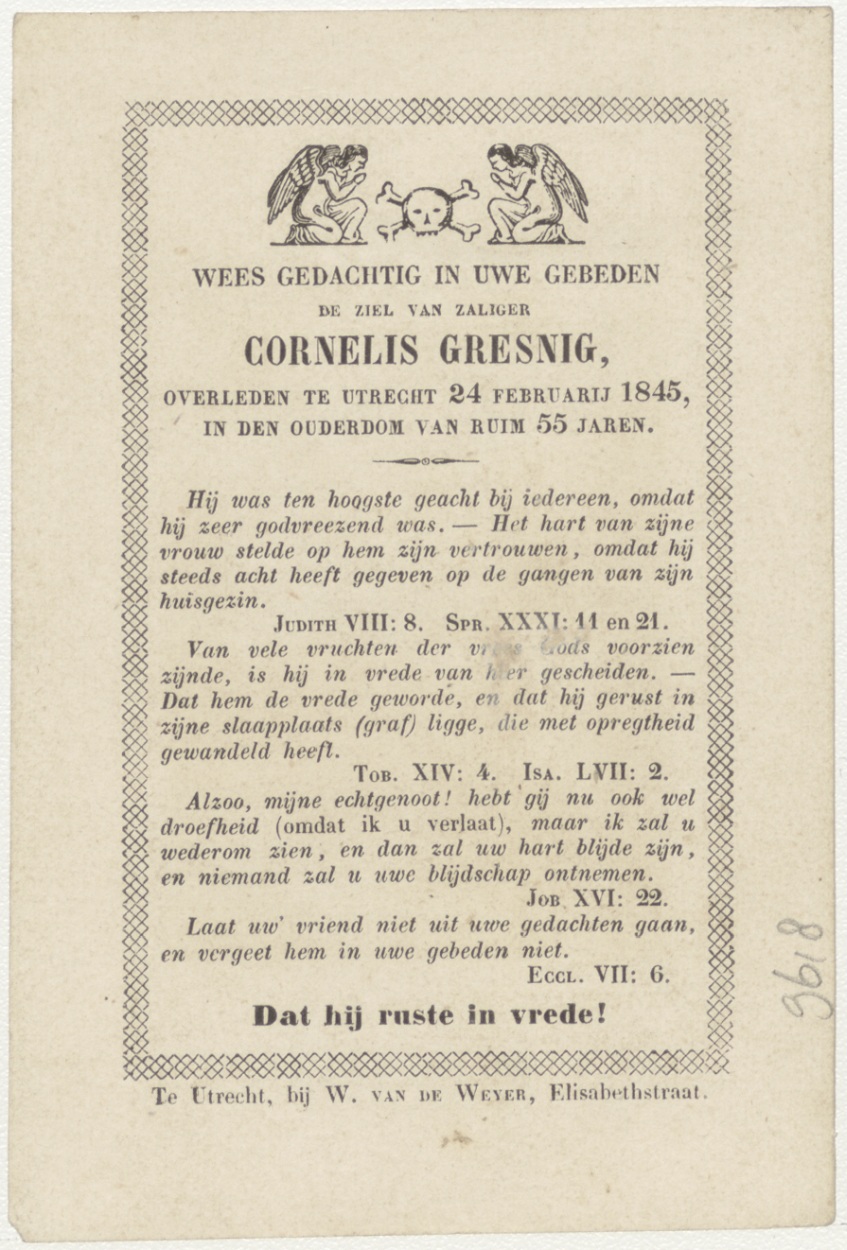 WEES GEDACHTIG IN UWE GEBEDEN
DE ZIEL VAN ZALIGER
CORNELIS GRESNIG,
OVERLEDEN TE UTRECHT 24 FEBRUARIJ 1845,
IN DEN OUDERDOM VAN RUIM 55 JAREN.
Hij was ten hoogste geacht bij iedereen, omdat
hij zeer godvreezend was. — Het hart van zijne
vrouw stelde op hem zijn vertrouwen, omdat hij
steeds acht heeft gegeven op de gangen van zijn
huisgezin.
JUDITH VIII: 8. SPR. XXXI: 11 en 21.
Van vele vruchten der Gods voorzien
zijnde, is hij in vrede van hier gescheiden. —
Dat hem de vrede geworde, en dat hij gerust in
zijne slaapplaats (graf) ligge, die met opregtheid
gewandeld heeft.
TOB. XIV: 4. ISA. LVII: 2.
Alzoo, mijne echtgenoot! hebt gij nu ook wel
droefheid (omdat ik u verlaat), maar ik zal u
wederom zien, en dan zal uw hart blijde zijn,
en niemand zal u uwe blijdschap ontnemen.
JOB XVI: 22.
Laat uw' vriend niet uit uwe gedachten gaan,
en vergeet hem in uwe gebeden niet.
ECCL. VII: 6.
Dat hij ruste in vrede!
Te Utrecht, bij W. VAN DE WEYER, Elisabethstraat.
9618